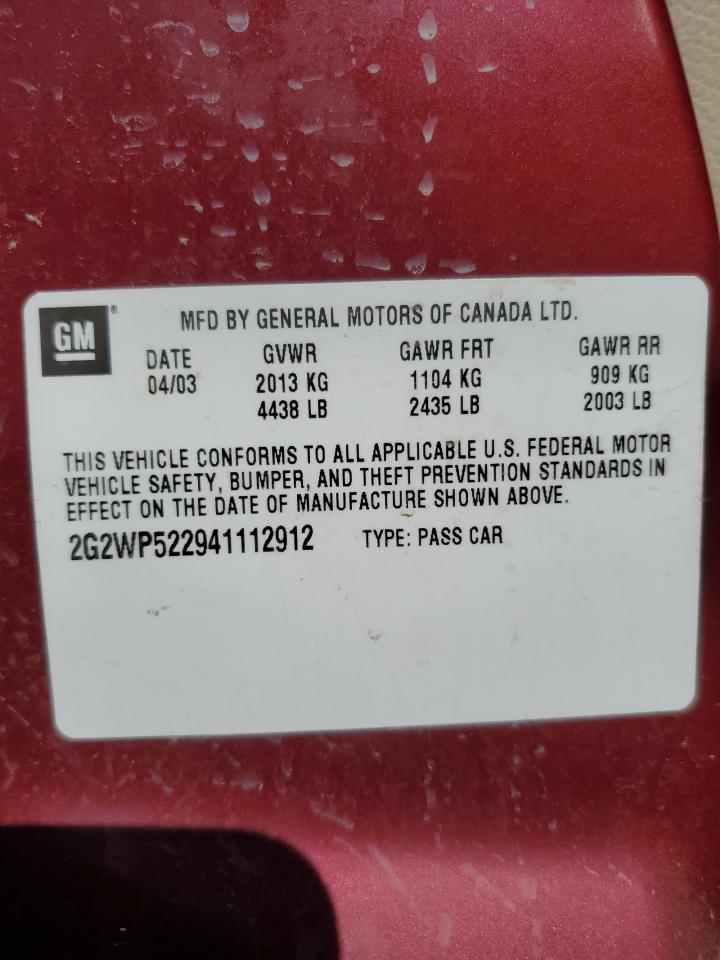 GM ® MFD BY GENERAL MOTORS OF CANADA LTD.
DATE GVWR GAWR FRT GAWR RR
04/03 2013 KG 1104 KG 909 KG
4438 LB 2435 LB 2003 LB
THIS VEHICLE CONFORMS TO ALL APPLICABLE U.S. FEDERAL MOTOR
VEHICLE SAFETY, BUMPER, AND THEFT PREVENTION STANDARDS IN
EFFECT ON THE DATE OF MANUFACTURE SHOWN ABOVE.
2G2WP522941112912 TYPE: PASS CAR